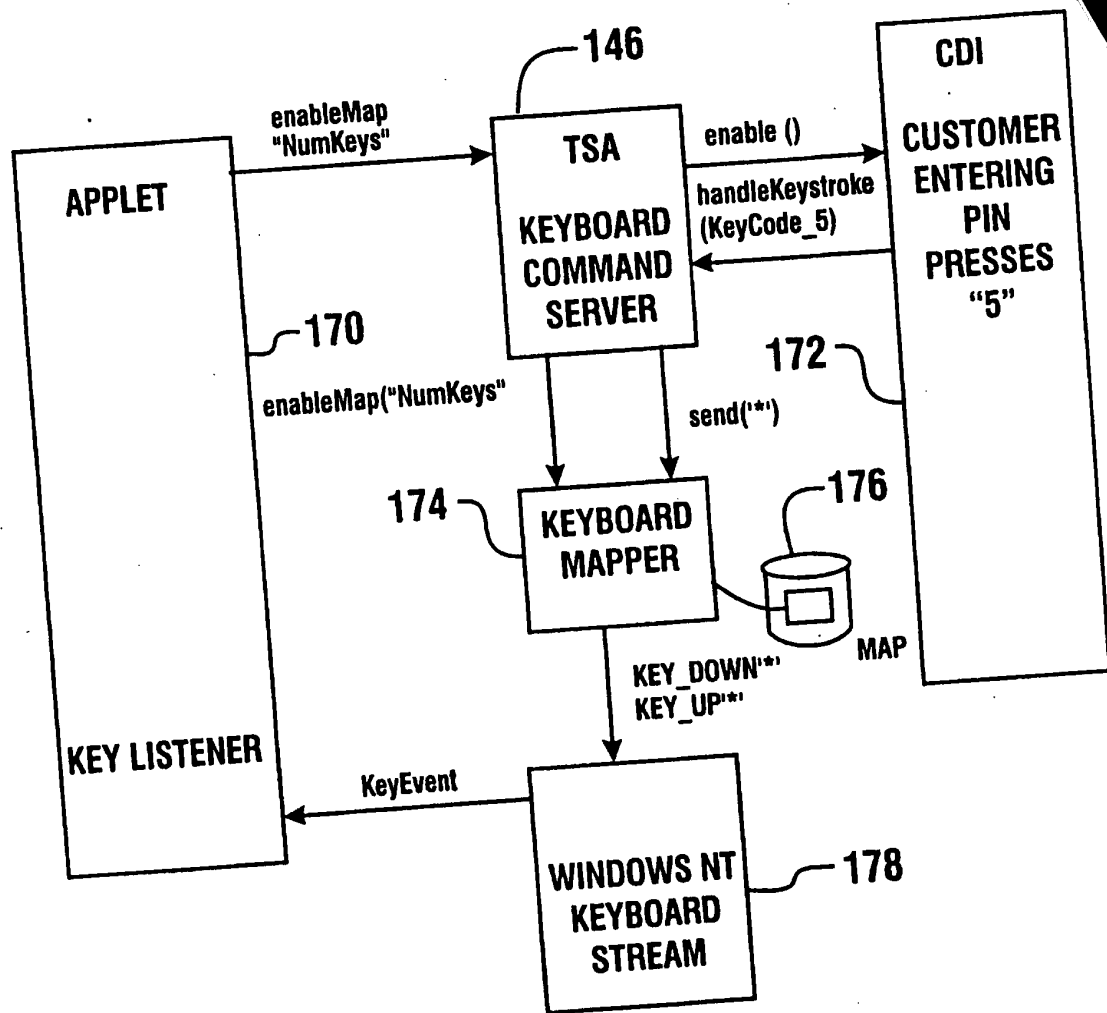 146
CDI
enableMap
"NumKeys"
TSA
enable ()
CUSTOMER
ENTERING
PIN
PRESSES
“5”
APPLET
handleKeystroke
(KeyCode_5)
KEYBOARD
COMMAND
SERVER
170
172
enableMap("NumKeys"
send('*')
174
176
KEYBOARD
MAPPER
MAP
KEY_DOWN'*'
KEY_UP'*'
KEY LISTENER
KeyEvent
WINDOWS NT
KEYBOARD
STREAM
178